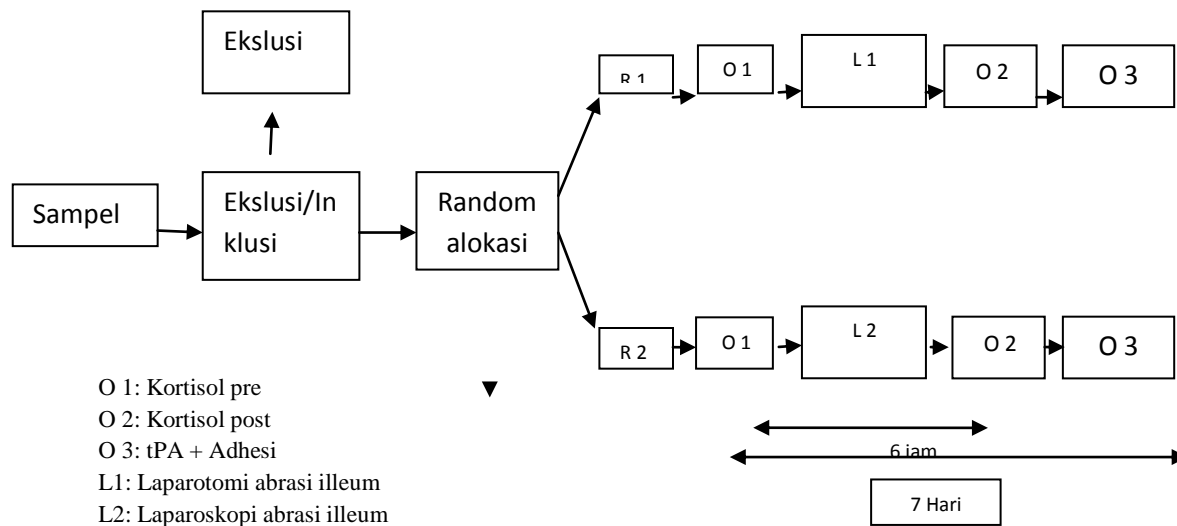 Ekslusi
Sampel
Ekslusi/In
klusi
Random
alokasi
R 1
O 1
L 1
O 2
O 3
R 2
O 1
L 2
O 2
O 3
O 1: Kortisol pre
O 2: Kortisol post
O 3: tPA + Adhesi
L1: Laparotomi abrasi illeum
L2: Laparoskopi abrasi illeum
6 jam
7 Hari